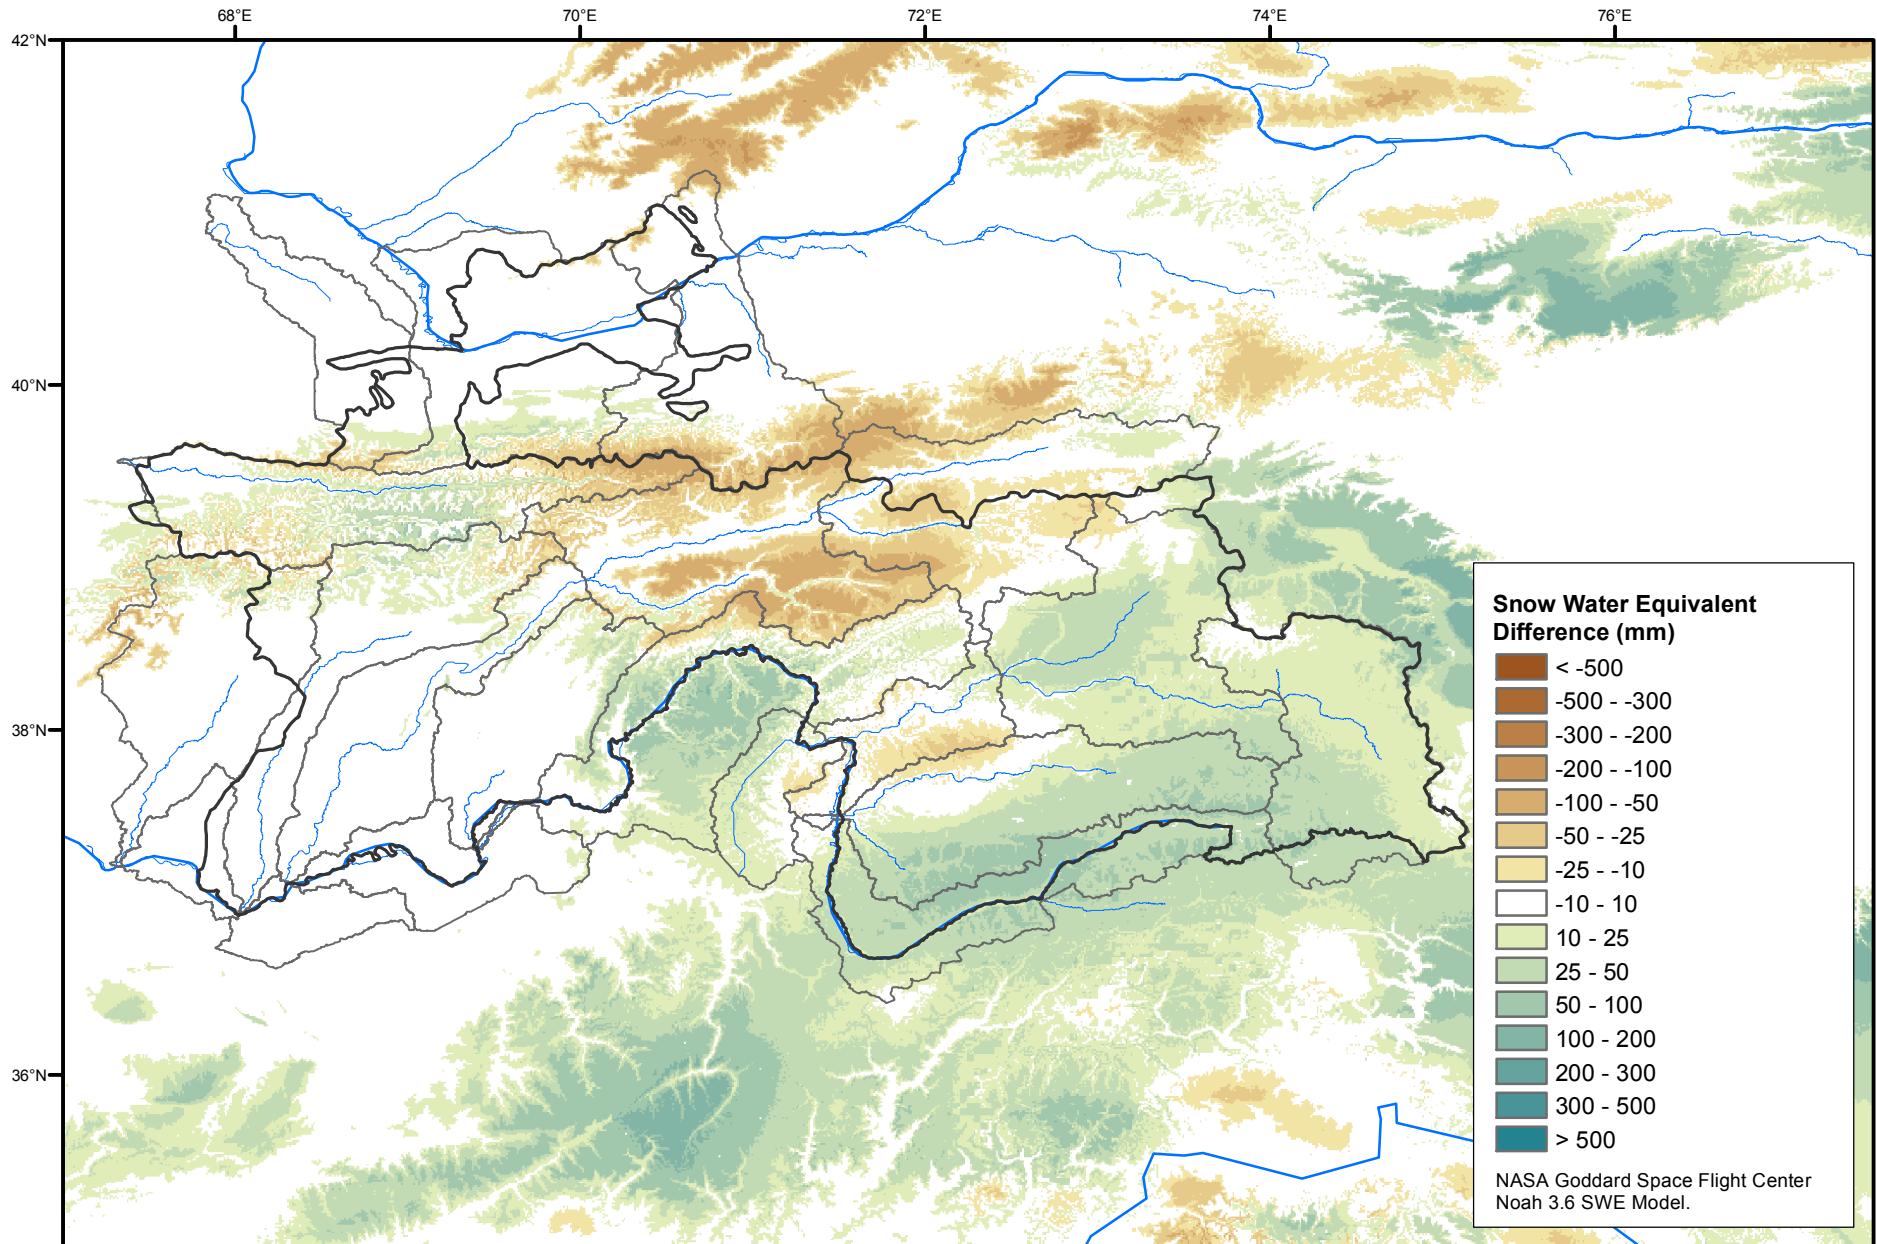 68°E
70°E
72°E
74°E
76°E
42°N
40°N
38°N
36°N
Snow Water Equivalent
Difference (mm)
< -500
-500 - -300
-300 - -200
-200 - -100
-100 - -50
-50 - -25
-25 - -10
-10 - 10
10 - 25
25 - 50
50 - 100
100 - 200
200 - 300
300 - 500
> 500
NASA Goddard Space Flight Center
Noah 3.6 SWE Model.